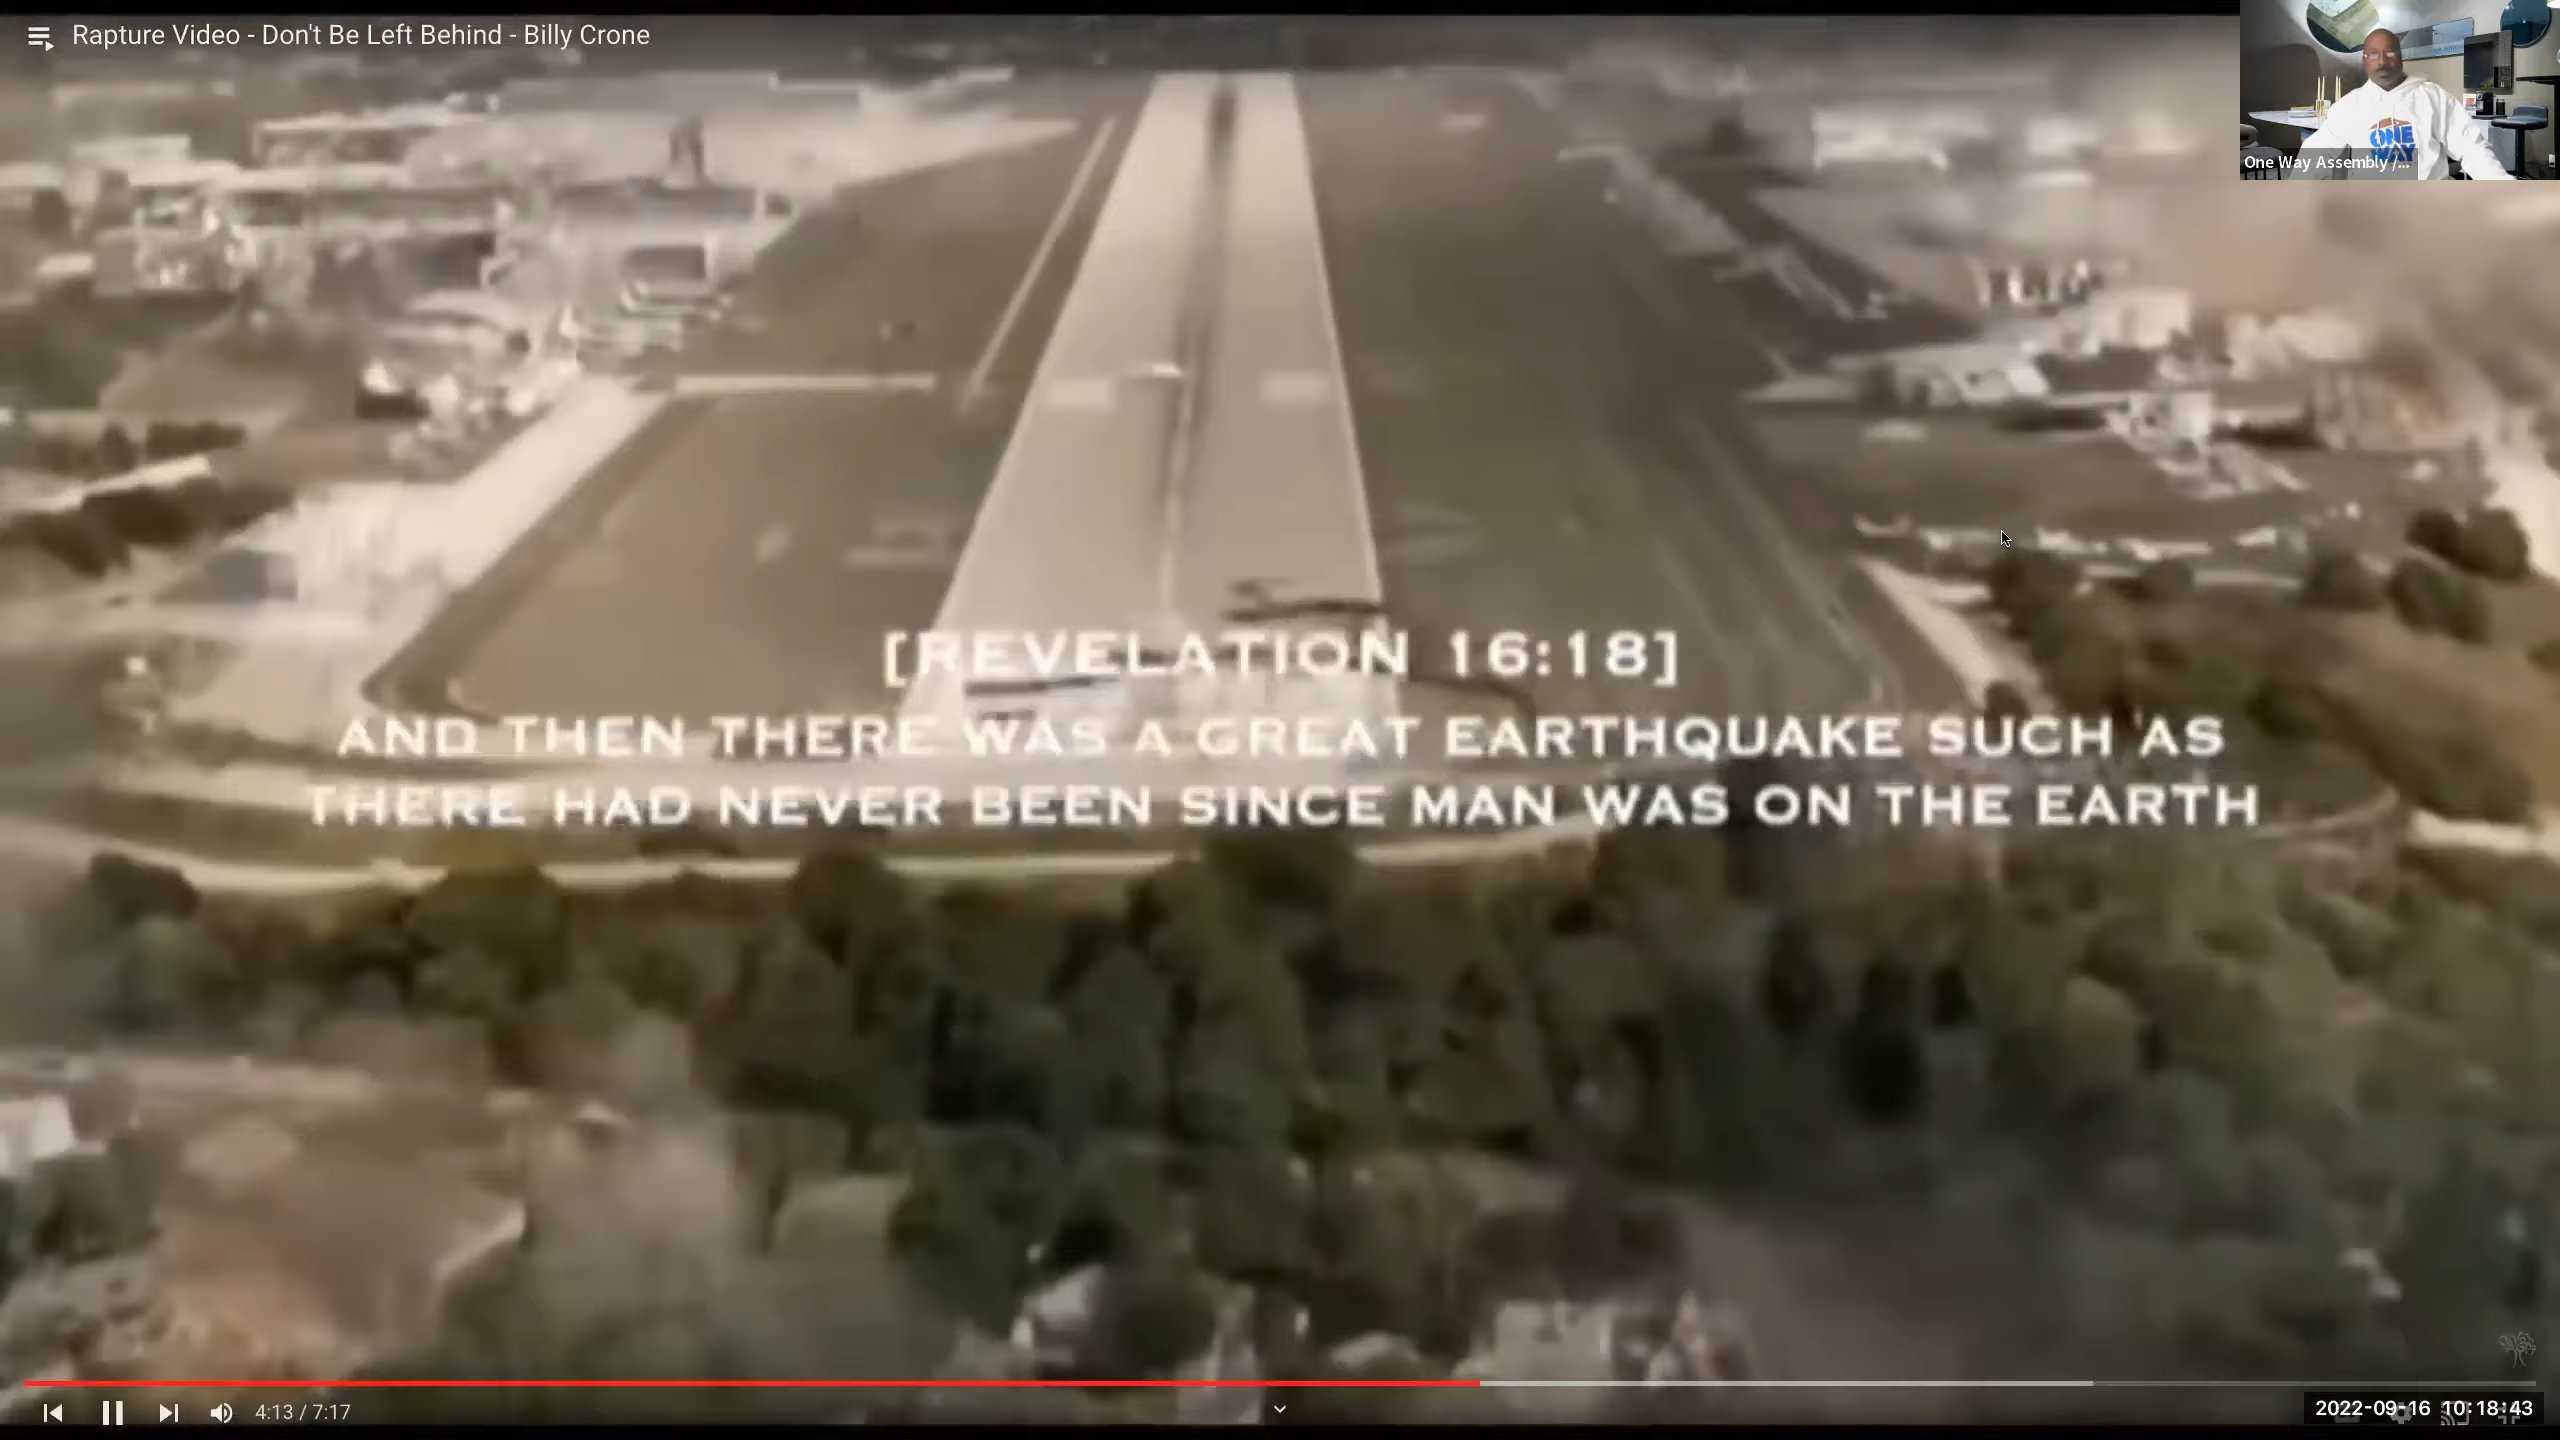 Rapture Video - Don't Be Left Behind - Billy Crone
ONE
WAY
One Way Assembly /...
[REVELATION 16:18]
AND THEN THERE WAS A GREAT EARTHQUAKE SUCH AS
THERE HAD NEVER BEEN SINCE MAN WAS ON THE EARTH
4:13 / 7:17
2022-09-16 10:18:43